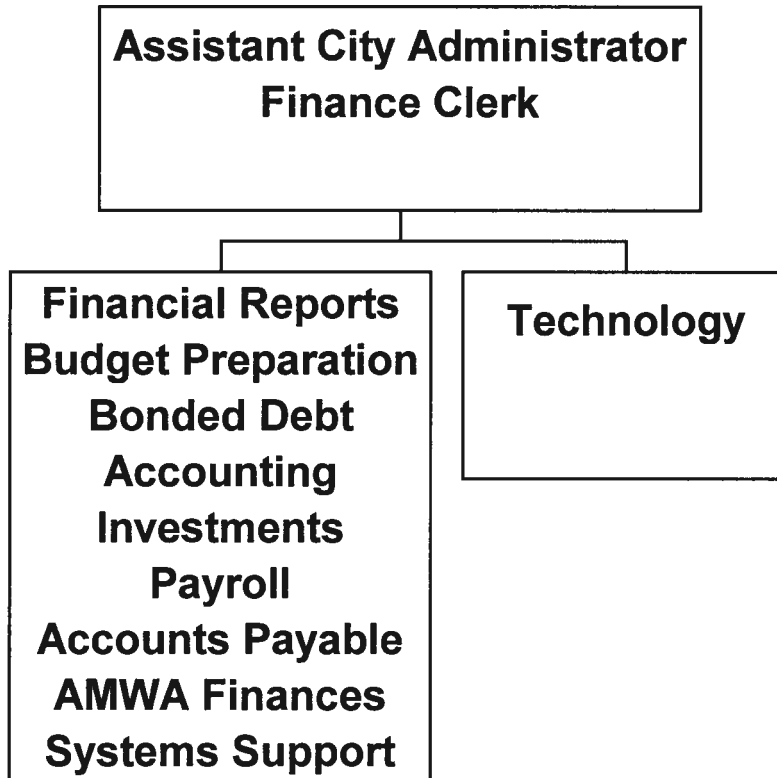 Assistant City Administrator
Finance Clerk
Financial Reports
Budget Preparation
Bonded Debt
Accounting
Investments
Payroll
Accounts Payable
AMWA Finances
Systems Support
Technology